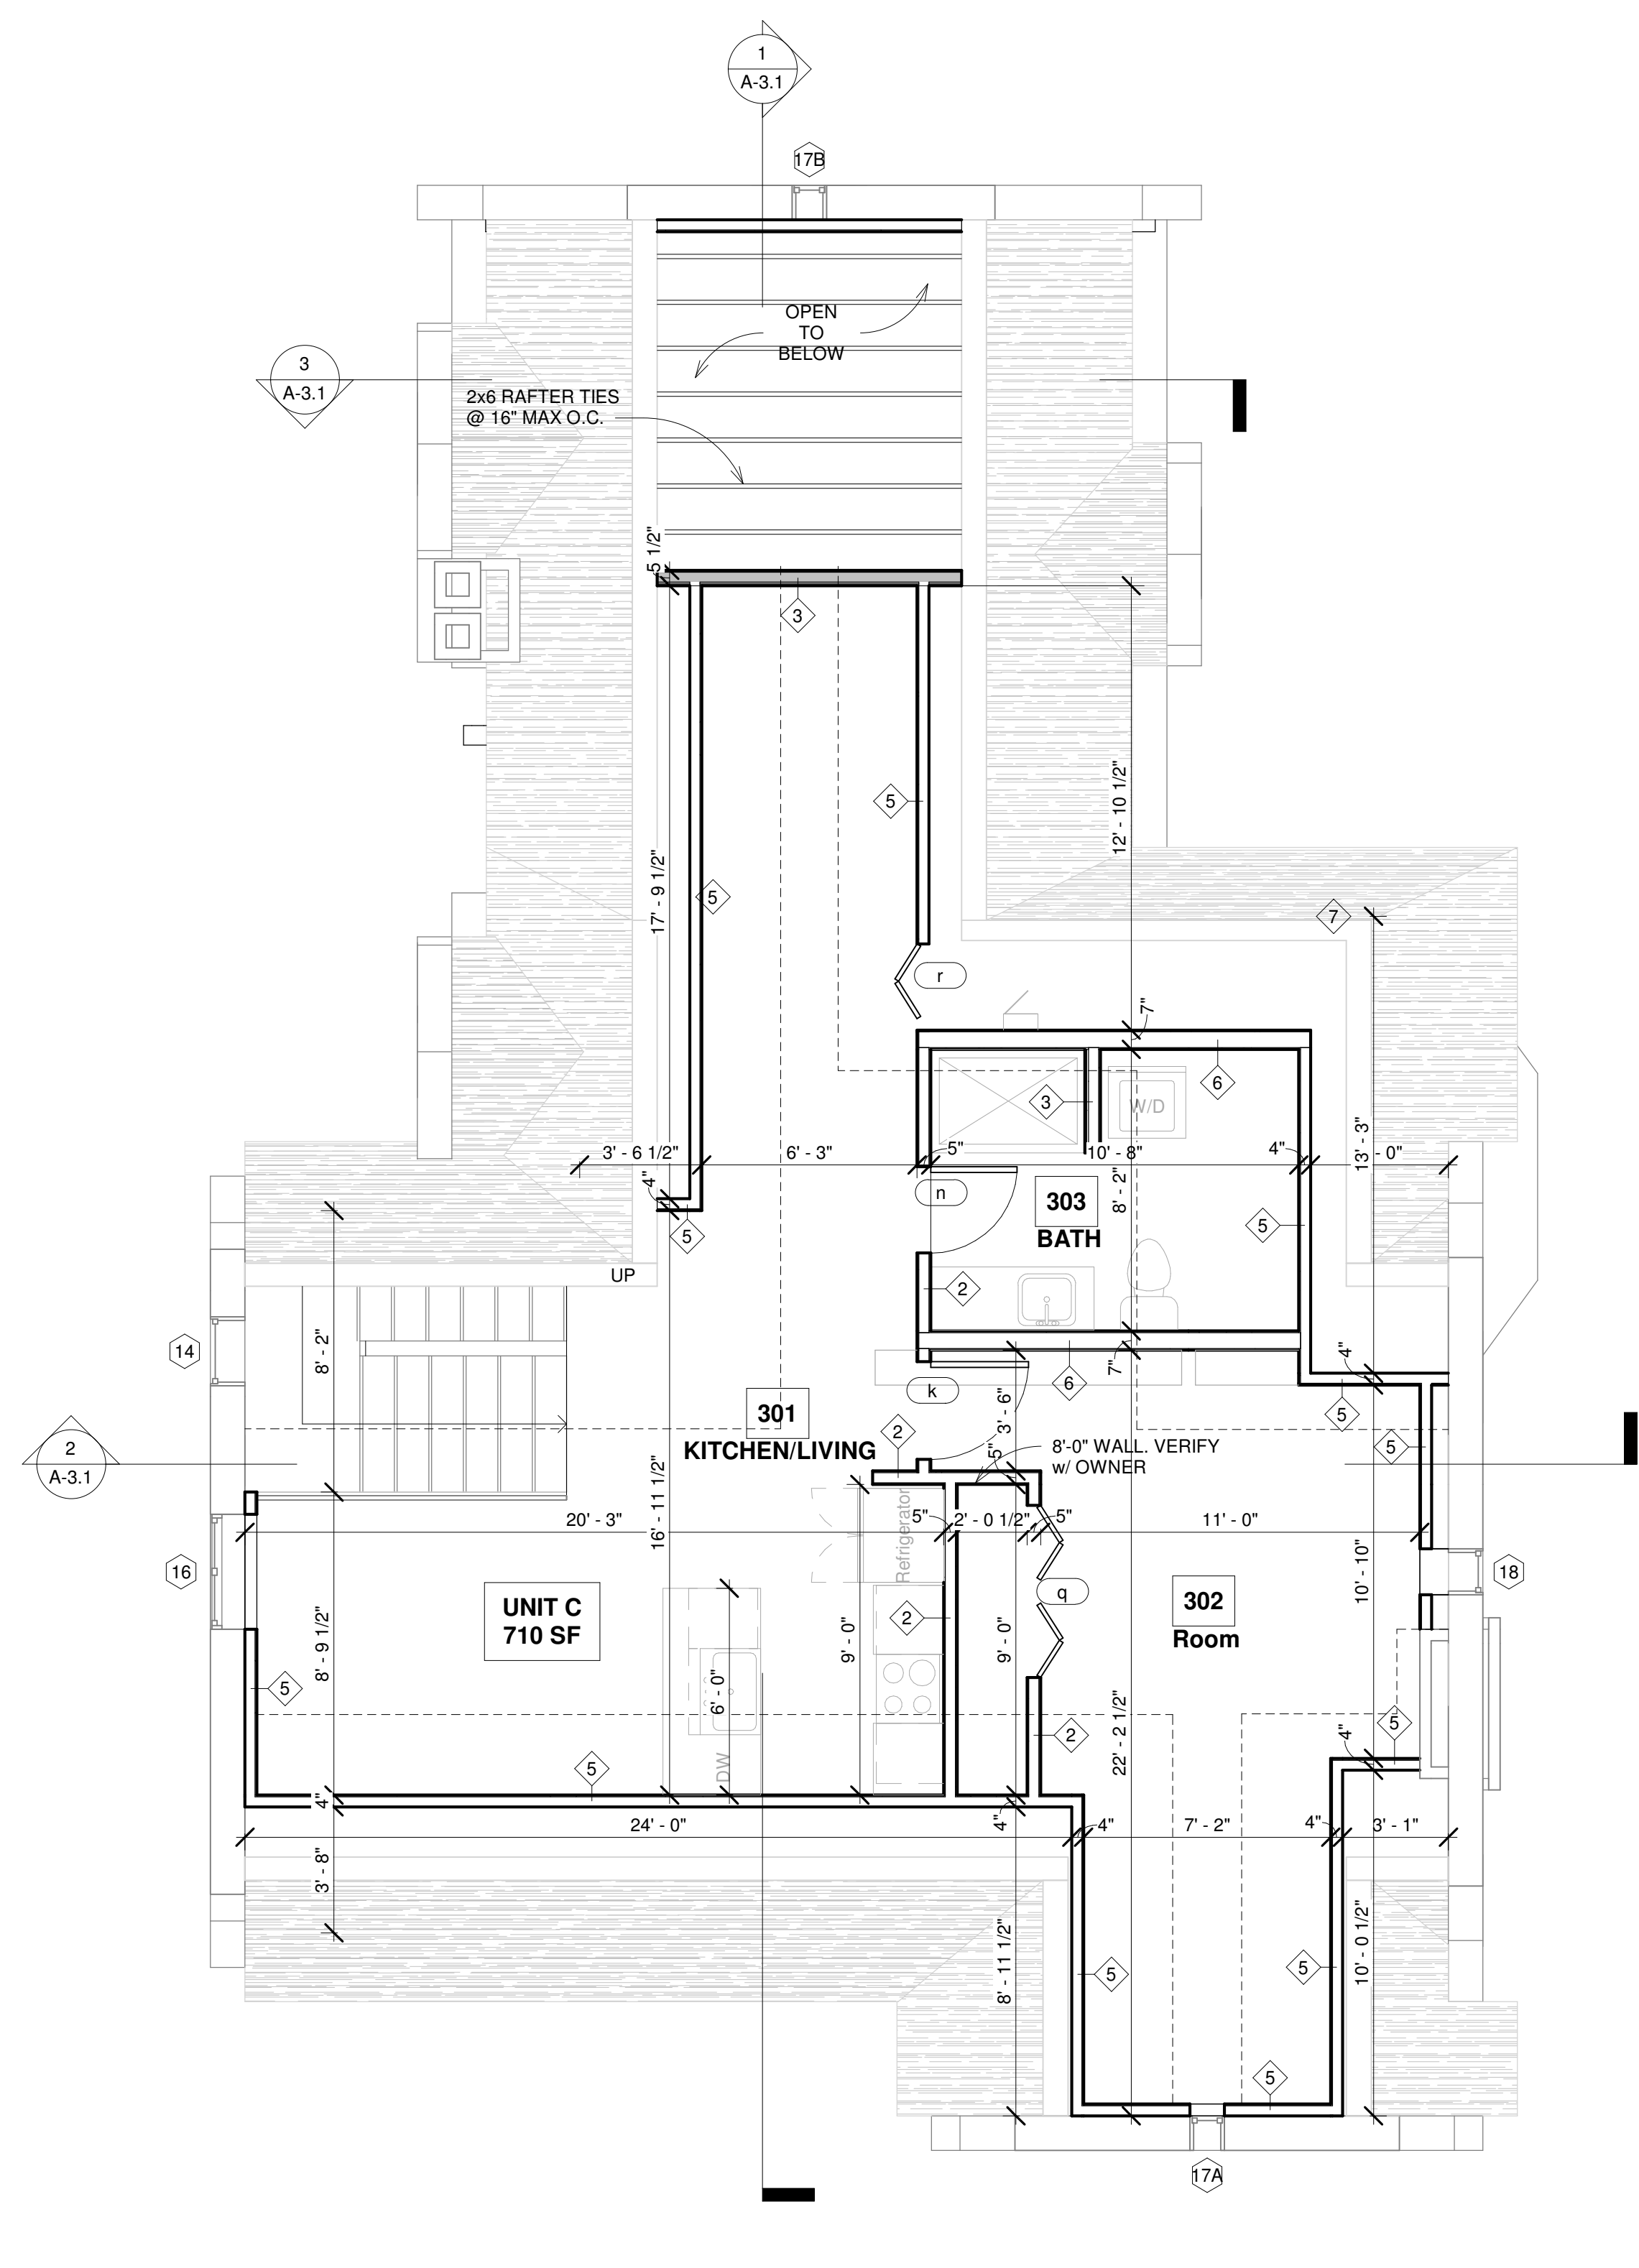 1
A-3.1
17B
OPEN
TO
BELOW
3
A-3.1
2x6 RAFTER TIES
@ 16" MAX O.C.
5 1/2"
3
12' - 10 1/2"
5
17' - 9 1/2"
5
7
r
7"
6
3
W/D
3' - 6 1/2"
6' - 3"
5"
10' - 8"
4"
13' - 3"
- 0"
4"
n
8' - 2"
303
BATH
5
5
UP
2
14
8' - 2"
7"
4"
k
6
301
KITCHEN/LIVING
3' - 6"
5
2
5"
8'-0" WALL. VERIFY
w/ OWNER
5
2
A-3.1
16' - 11 1/2"
20' - 3"
Refrigerator
5"
2' - 0 1/2"
5"
11' - 0"
10' - 10"
16
18
q
UNIT C
710 SF
302
Room
2
9' - 0"
9' - 0"
8' - 9 1/2"
5
6' - 0"
22' - 2 1/2"
5
2
4"
5
DW
4"
4"
24' - 0"
4"
7' - 2"
4"
3' - 1"
3' - 8"
8' - 11 1/2"
5
5
10' - 0 1/2"
5
17A